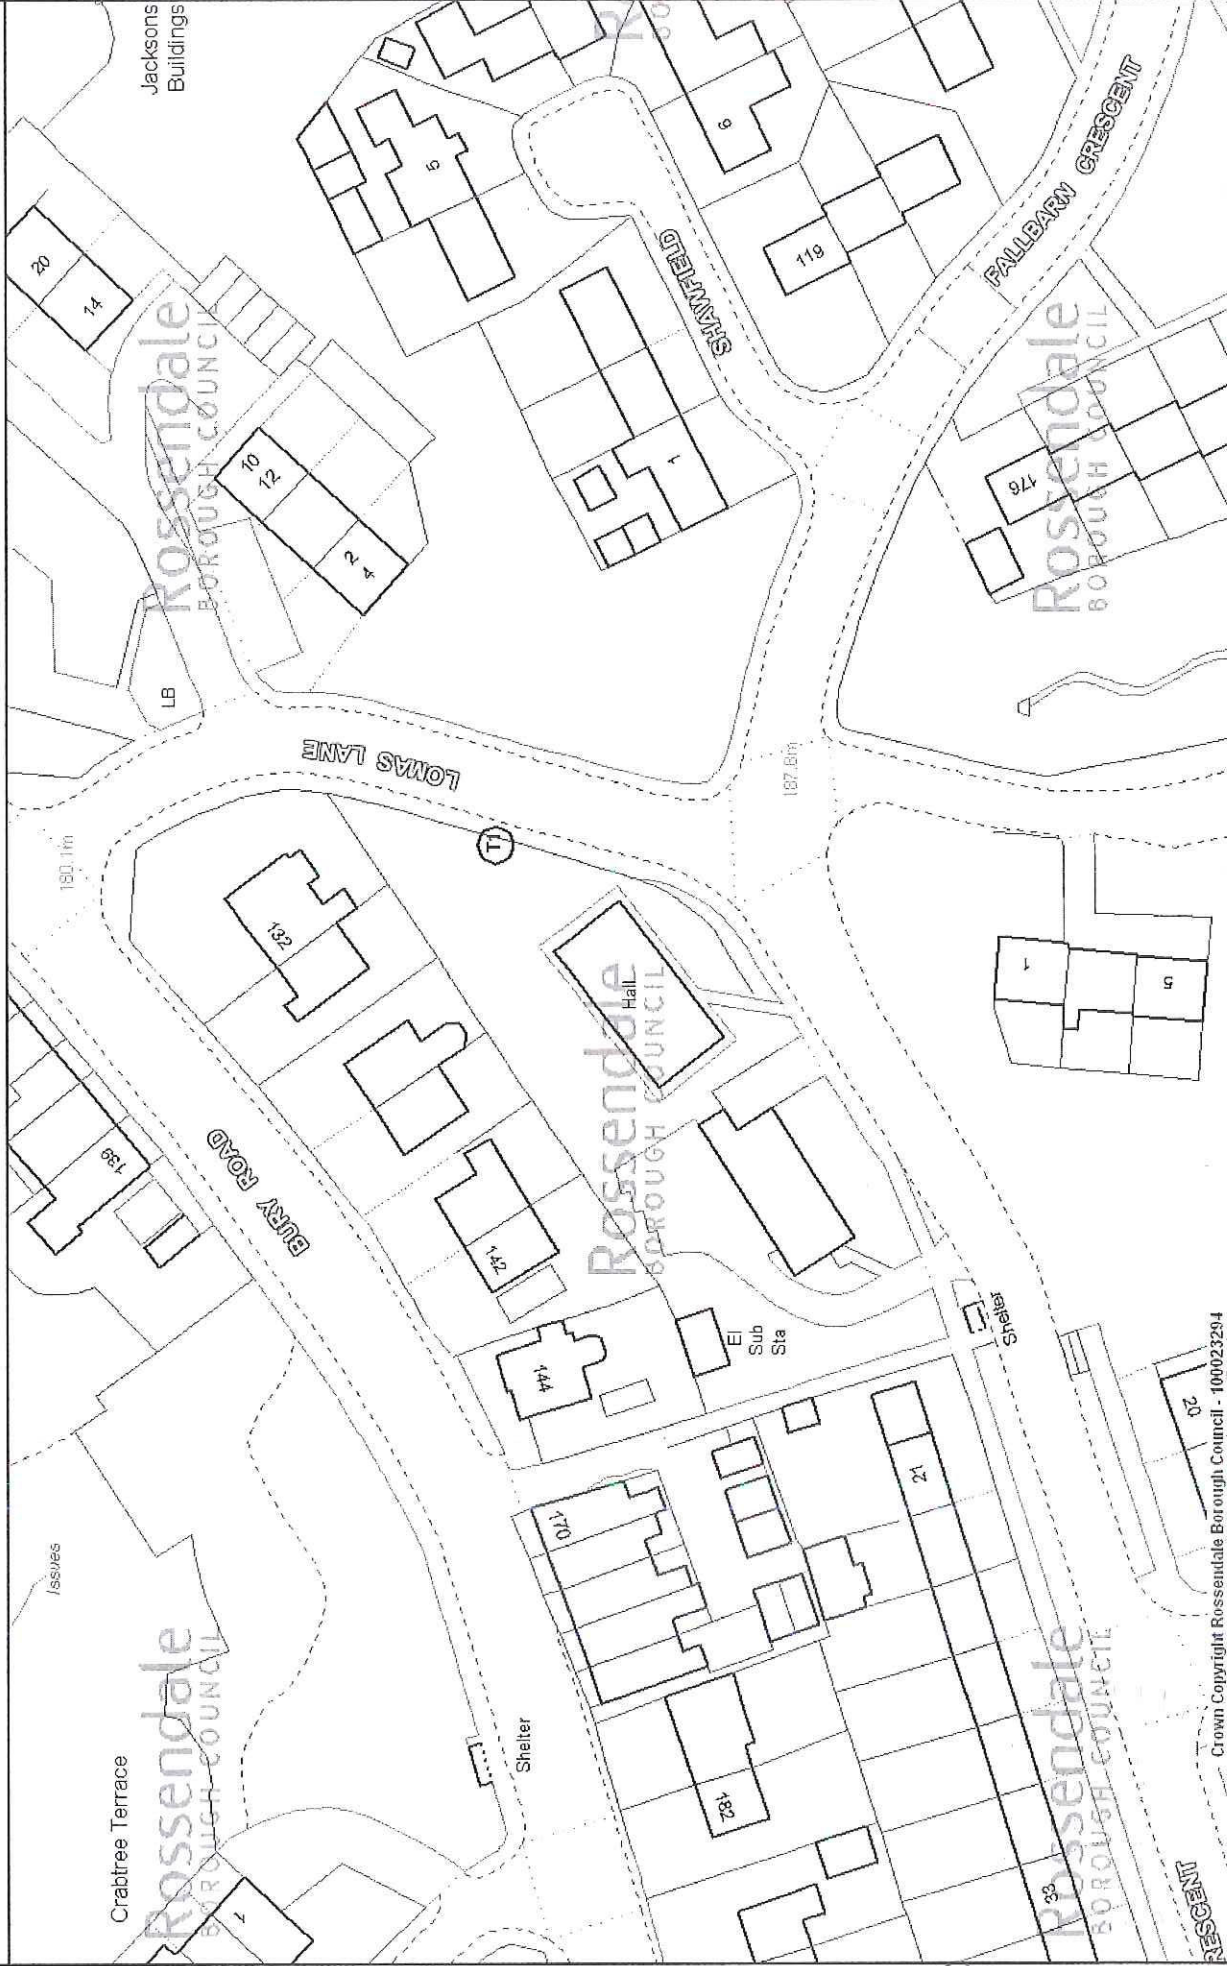 Jacksons
Buildings
20
14
10
12
2
4
LB
5
9
119
SHAWFIELD
FALLBARN CRESCENT
1
176
LOMAS LANE
187.8m
180.1m
T1
132
Hall
139
BURY ROAD
142
144
El
Sub
Sta
Shelter
1
5
20
21
170
182
33
Issues
Shelter
Crabtree Terrace
1
RESCENT
Rossendale
BOROUGH COUNCIL
Rossendale
BOROUGH COUNCIL
Rossendale
BOROUGH COUNCIL
Rossendale
BOROUGH COUNCIL
Rossendale
BOROUGH COUNCIL
Crown Copyright Rossendale Borough Council - 100023294